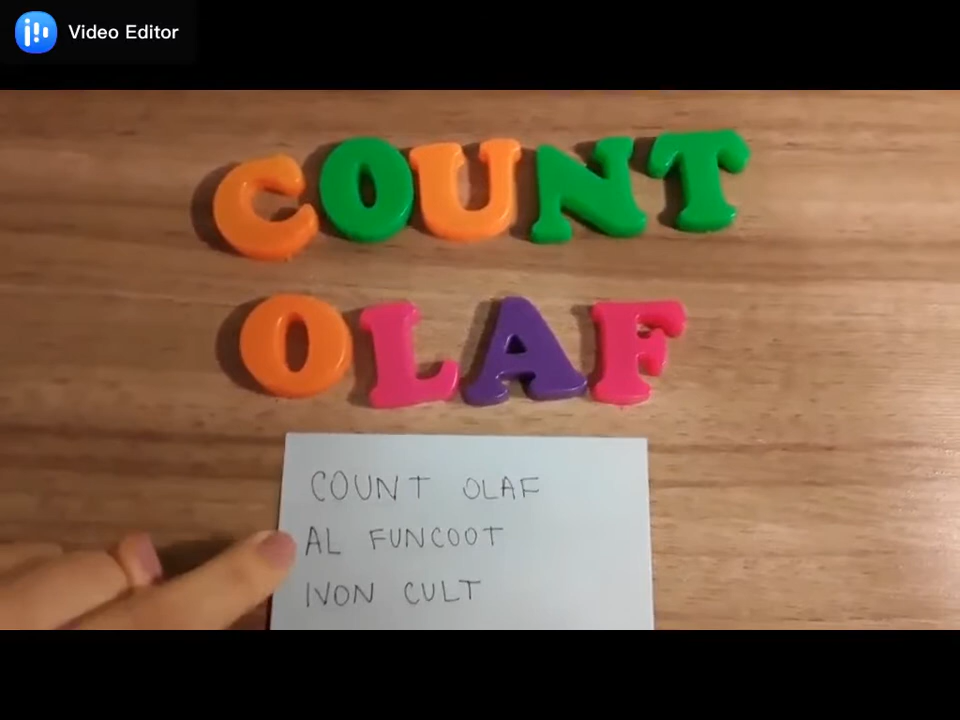 Video Editor
COUNT
OLAF
COUNT OLAF
AL FUNCOOT
IVON CULT